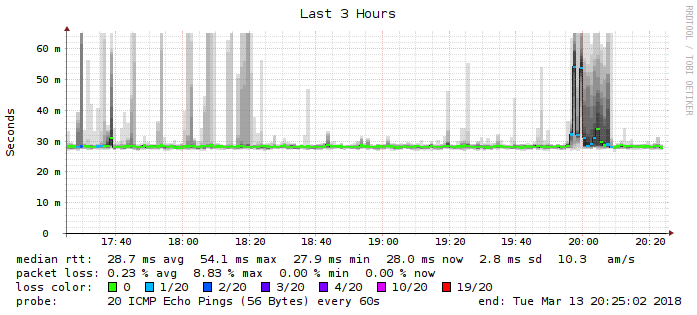 Last 3 Hours
RRDTOOL / TOBI OETIKER
Seconds
60 m
50 m
40 m
30 m
20 m
10 m
0
17:40 18:00 18:20 18:40 19:00 19:20 19:40 20:00 20:20
median rtt: 28.7 ms avg 54.1 ms max 27.9 ms min 28.0 ms now 2.8 ms sd 10.3 am/s
packet loss: 0.23 % avg 8.83 % max 0.00 % min 0.00 % now
loss color: 0 1/20 2/20 3/20 4/20 10/20 19/20
probe: 20 ICMP Echo Pings (56 Bytes) every 60s end: Tue Mar 13 20:25:02 2018